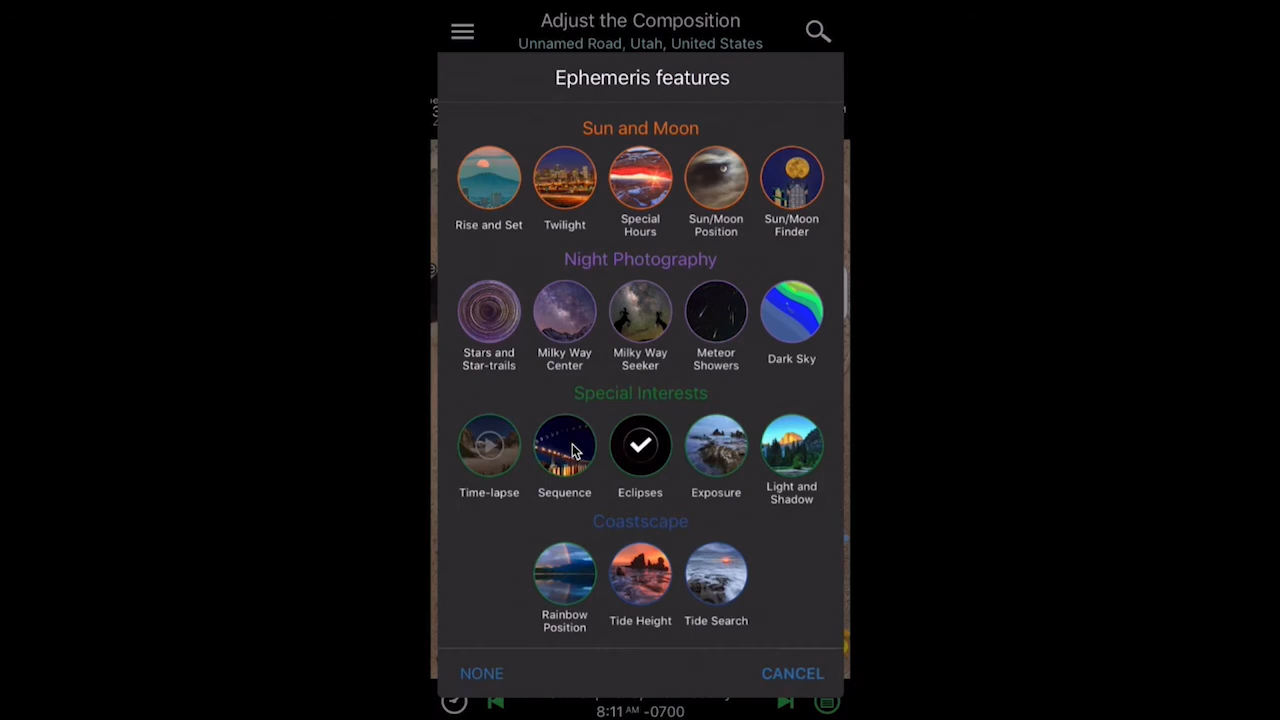 Adjust the Composition
Unnamed Road, Utah, United States
Ephemeris features
Sun and Moon
Rise and Set
Twilight
Special
Hours
Sun/Moon
Position
Sun/Moon
Finder
Night Photography
Stars and
Star-trails
Milky Way
Center
Milky Way
Seeker
Meteor
Showers
Dark Sky
Special Interests
Time-lapse
Sequence
Eclipses
Exposure
Light and
Shadow
Coastscape
Rainbow
Position
Tide Height
Tide Search
NONE
CANCEL
8:11 AM -0700